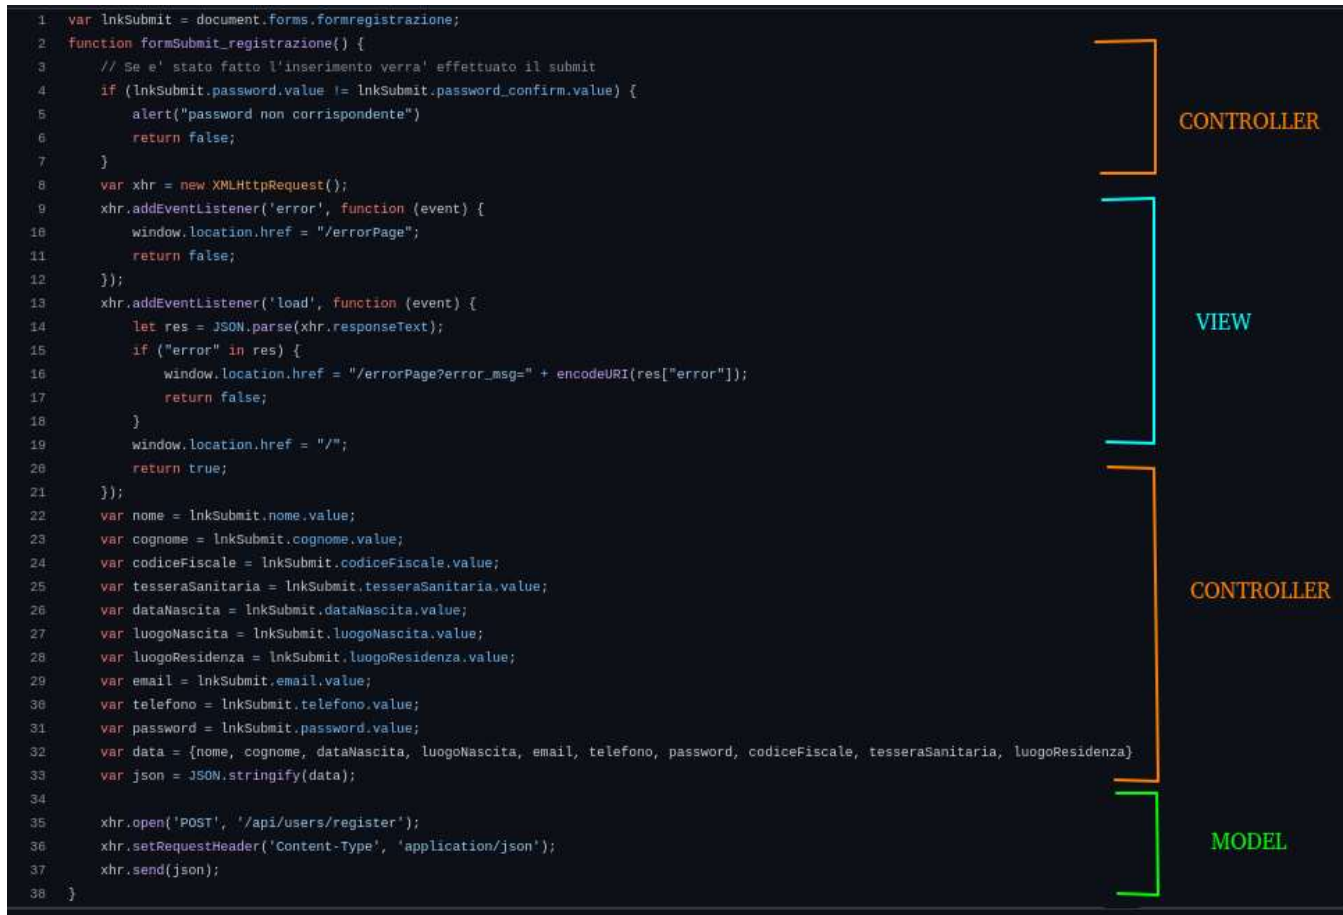 1 var lnkSubmit = document.forms.formregistrazione;
2 function formSubmit_registrazione() {
3 // Se e' stato fatto l'inserimento verra' effettuato il submit
4 if (lnkSubmit.password.value != lnkSubmit.password_confirm.value) {
5 alert("password non corrispondente")
6 return false;
7 }
CONTROLLER
8 var xhr = new XMLHttpRequest();
9 xhr.addEventListener('error', function (event) {
10 window.location.href = "/errorPage";
11 return false;
12 });
13 xhr.addEventListener('load', function (event) {
14 let res = JSON.parse(xhr.responseText);
15 if ("error" in res) {
16 window.location.href = "/errorPage?error_msg=" + encodeURI(res["error"]);
17 return false;
18 }
19 window.location.href = "/";
VIEW
20 return true;
21 });
22 var nome = lnkSubmit.nome.value;
23 var cognome = lnkSubmit.cognome.value;
24 var codiceFiscale = lnkSubmit.codiceFiscale.value;
25 var tesseraSanitaria = lnkSubmit.tesseraSanitaria.value;
26 var dataNascita = lnkSubmit.dataNascita.value;
27 var luogoNascita = lnkSubmit.luogoNascita.value;
28 var luogoResidenza = lnkSubmit.luogoResidenza.value;
29 var email = lnkSubmit.email.value;
30 var telefono = lnkSubmit.telefono.value;
31 var password = lnkSubmit.password.value;
32 var data = {nome, cognome, dataNascita, luogoNascita, email, telefono, password, codiceFiscale, tesseraSanitaria, luogoResidenza}
33 var json = JSON.stringify(data);
CONTROLLER
34
35 xhr.open('POST', '/api/users/register');
36 xhr.setRequestHeader('Content-Type', 'application/json');
37 xhr.send(json);
38 }
MODEL